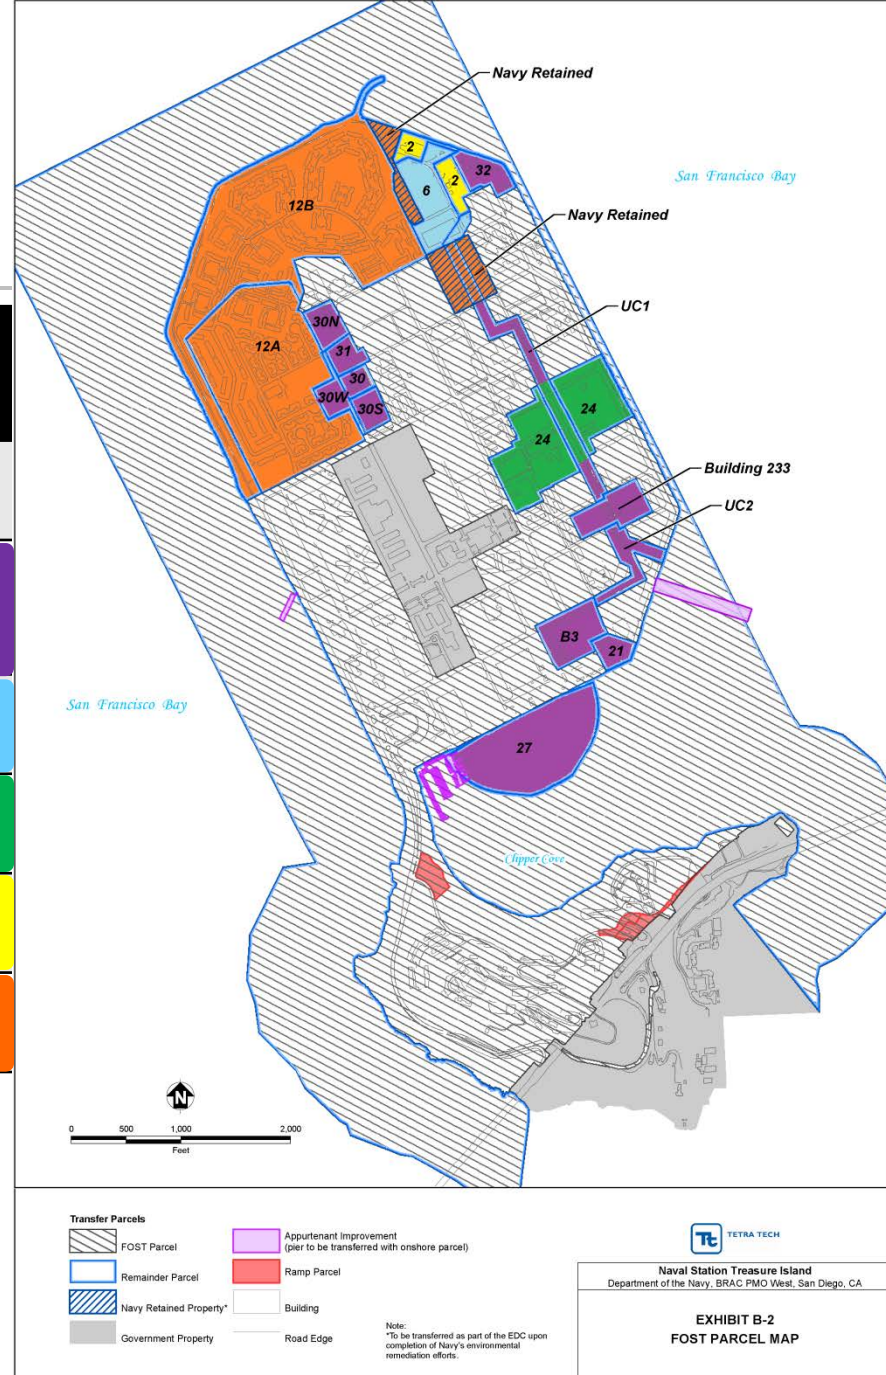 Navy Retained
2
32
San Francisco Bay
6
2
12B
Navy Retained
UC1
30N
12A
31
30
30W
30S
24
24
Building 233
UC2
B3
21
San Francisco Bay
27
Clipper Cove
N
0 500 1,000 2,000
Feet
Transfer Parcels
FOST Parcel
Remainder Parcel
Navy Retained Property*
Government Property
Appurtenant Improvement
(pier to be transferred with onshore parcel)
Ramp Parcel
Building
Road Edge
Note:
*To be transferred as part of the EDC upon
completion of Navy's environmental
remediation efforts.
Tt TETRA TECH
Naval Station Treasure Island
Department of the Navy, BRAC PMO West, San Diego, CA
EXHIBIT B-2
FOST PARCEL MAP